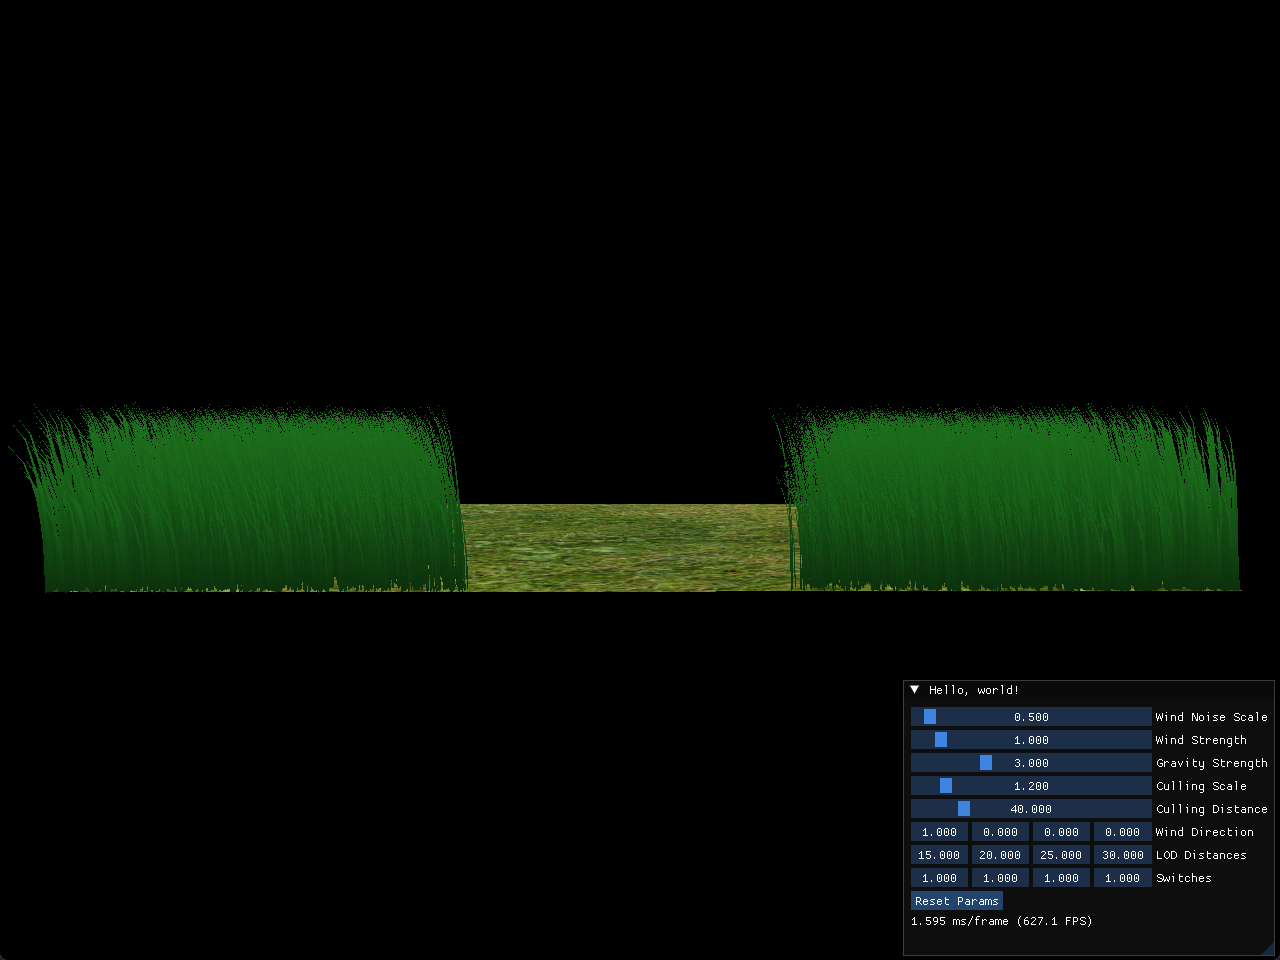 Hello, world!
0.500 Wind Noise Scale
1.000 Wind Strength
3.000 Gravity Strength
1.200 Culling Scale
40.000 Culling Distance
1.000 0.000 0.000 0.000 Wind Direction
15.000 20.000 25.000 30.000 LOD Distances
1.000 1.000 1.000 1.000 Switches
Reset Params
1.595 ms/frame (627.1 FPS)